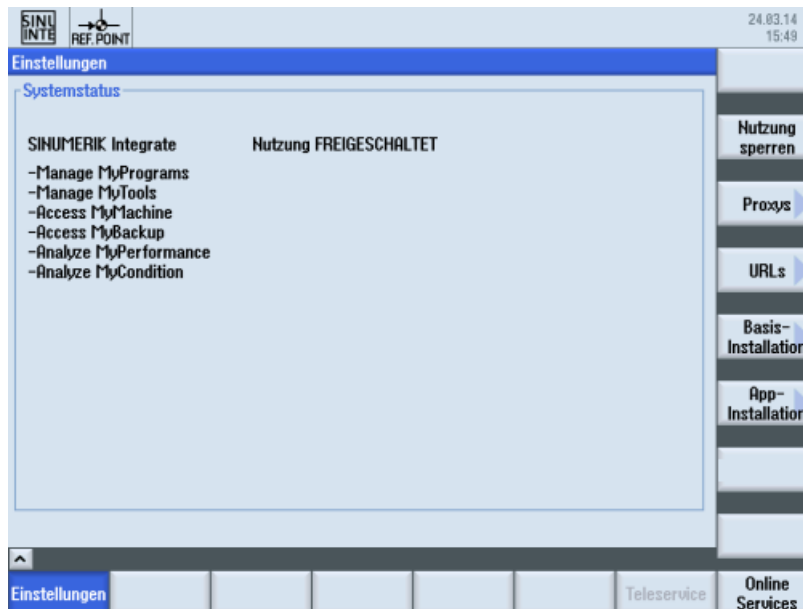 SINU
INTE
REF. POINT
24.03.14
15:49
Einstellungen
Systemstatus
SINUMERIK Integrate Nutzung FREIGESCHALTET
-Manage MyPrograms
-Manage MyTools
-Access MyMachine
-Access MyBackup
-Analyze MyPerformance
-Analyze MyCondition
Nutzung
sperren
Proxys
URLs
Basis-
Installation
App-
Installation
Einstellungen
Teleservice
Online
Services